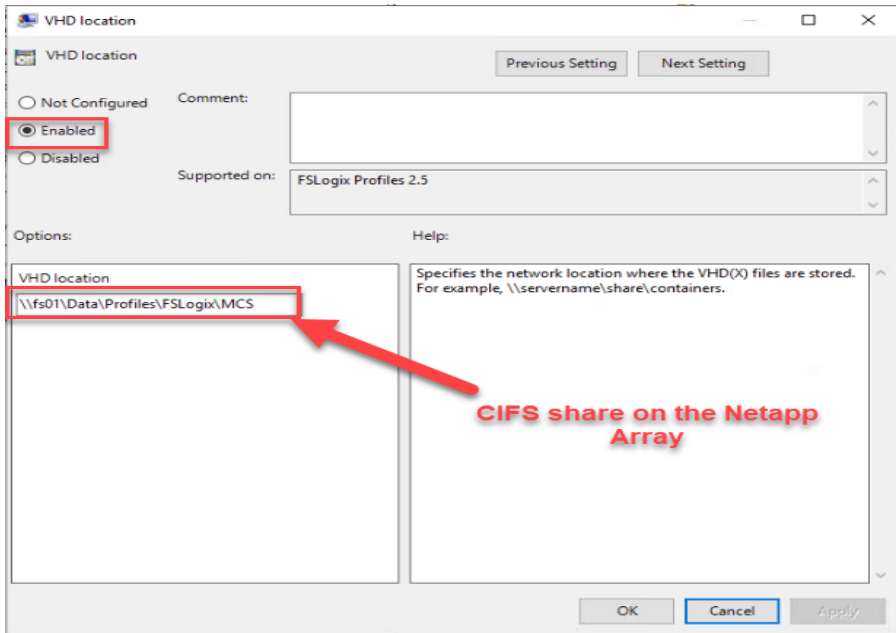 VHD location
VHD location
Previous Setting
Next Setting
Not Configured
Comment:
Enabled
Disabled
Supported on:
FSLogix Profiles 2.5
Options:
Help:
VHD location
\\fs01\Data\Profiles\FSLogix\MCS
Specifies the network location where the VHD(X) files are stored.
For example, \\servername\share\containers.
CIFS share on the Netapp
Array
OK
Cancel
Apply